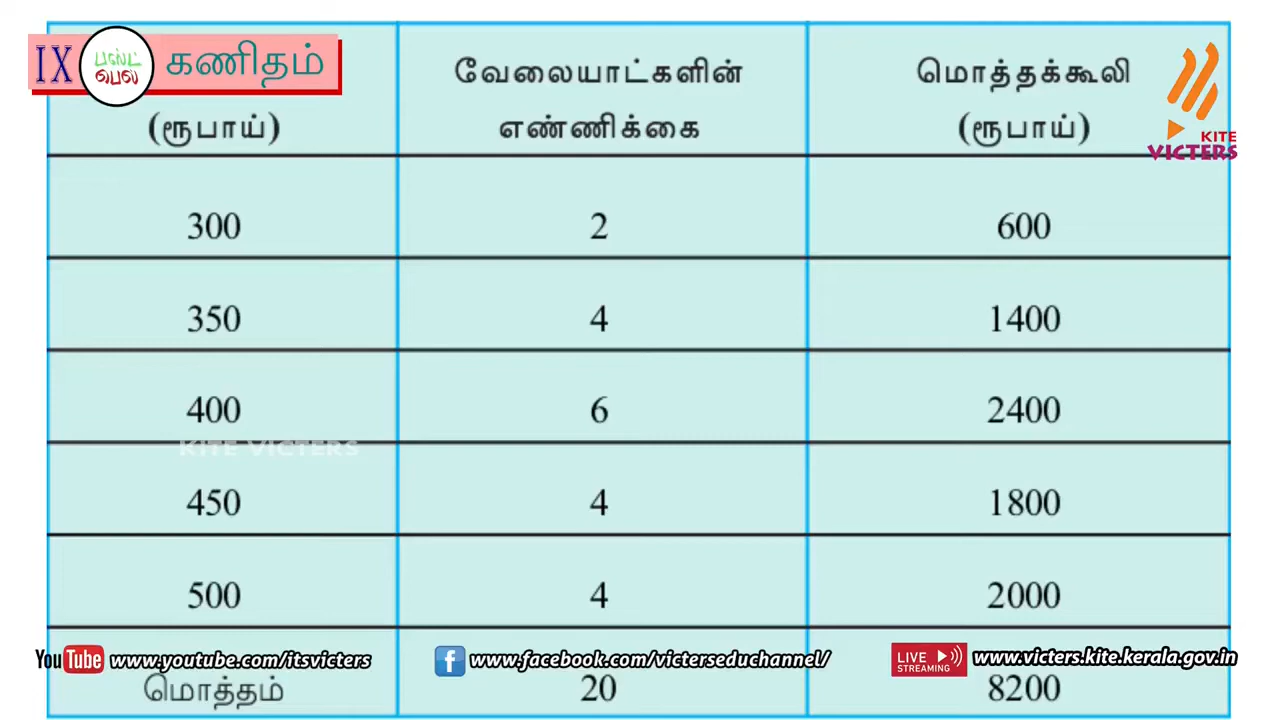 IX பஸ்ட் பெல் கணிதம்
(ரூபாய்)
வேலையாட்களின் எண்ணிக்கை
மொத்தக்கூலி (ரூபாய்)
KITE VICTERS
300 2 600
350 4 1400
400 6 2400
KITE VICTERS
450 4 1800
500 4 2000
YouTube www.youtube.com/itsvicters
f www.facebook.com/victerseduchannel/
LIVE STREAMING www.victers.kite.kerala.gov.in
மொத்தம் 20 8200